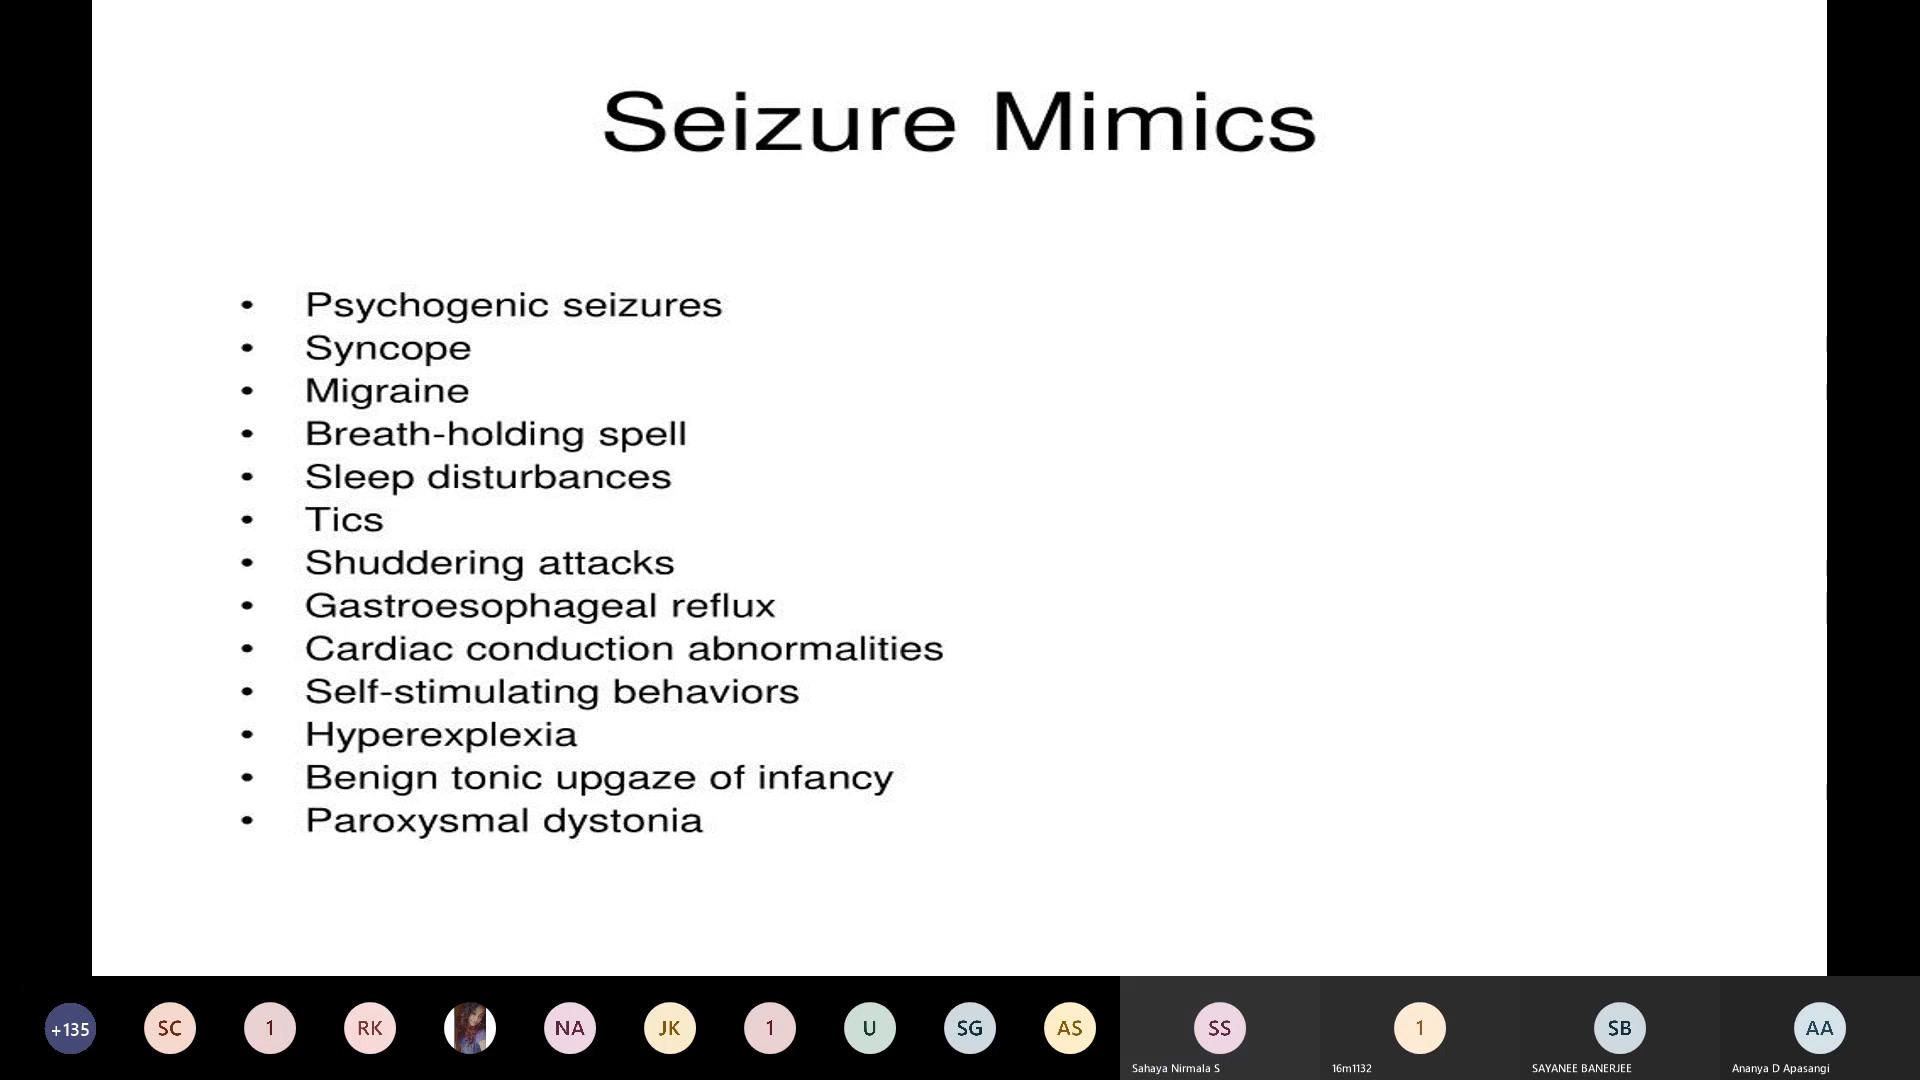 Seizure Mimics
• Psychogenic seizures
• Syncope
• Migraine
• Breath-holding spell
• Sleep disturbances
• Tics
• Shuddering attacks
• Gastroesophageal reflux
• Cardiac conduction abnormalities
• Self-stimulating behaviors
• Hyperexplexia
• Benign tonic upgaze of infancy
• Paroxysmal dystonia
+135 SC 1 RK NA JK 1 U SG AS SS 1 SB AA
Sahaya Nirmala S 16m1132 SAYANEE BANERJEE Ananya D Apasangi